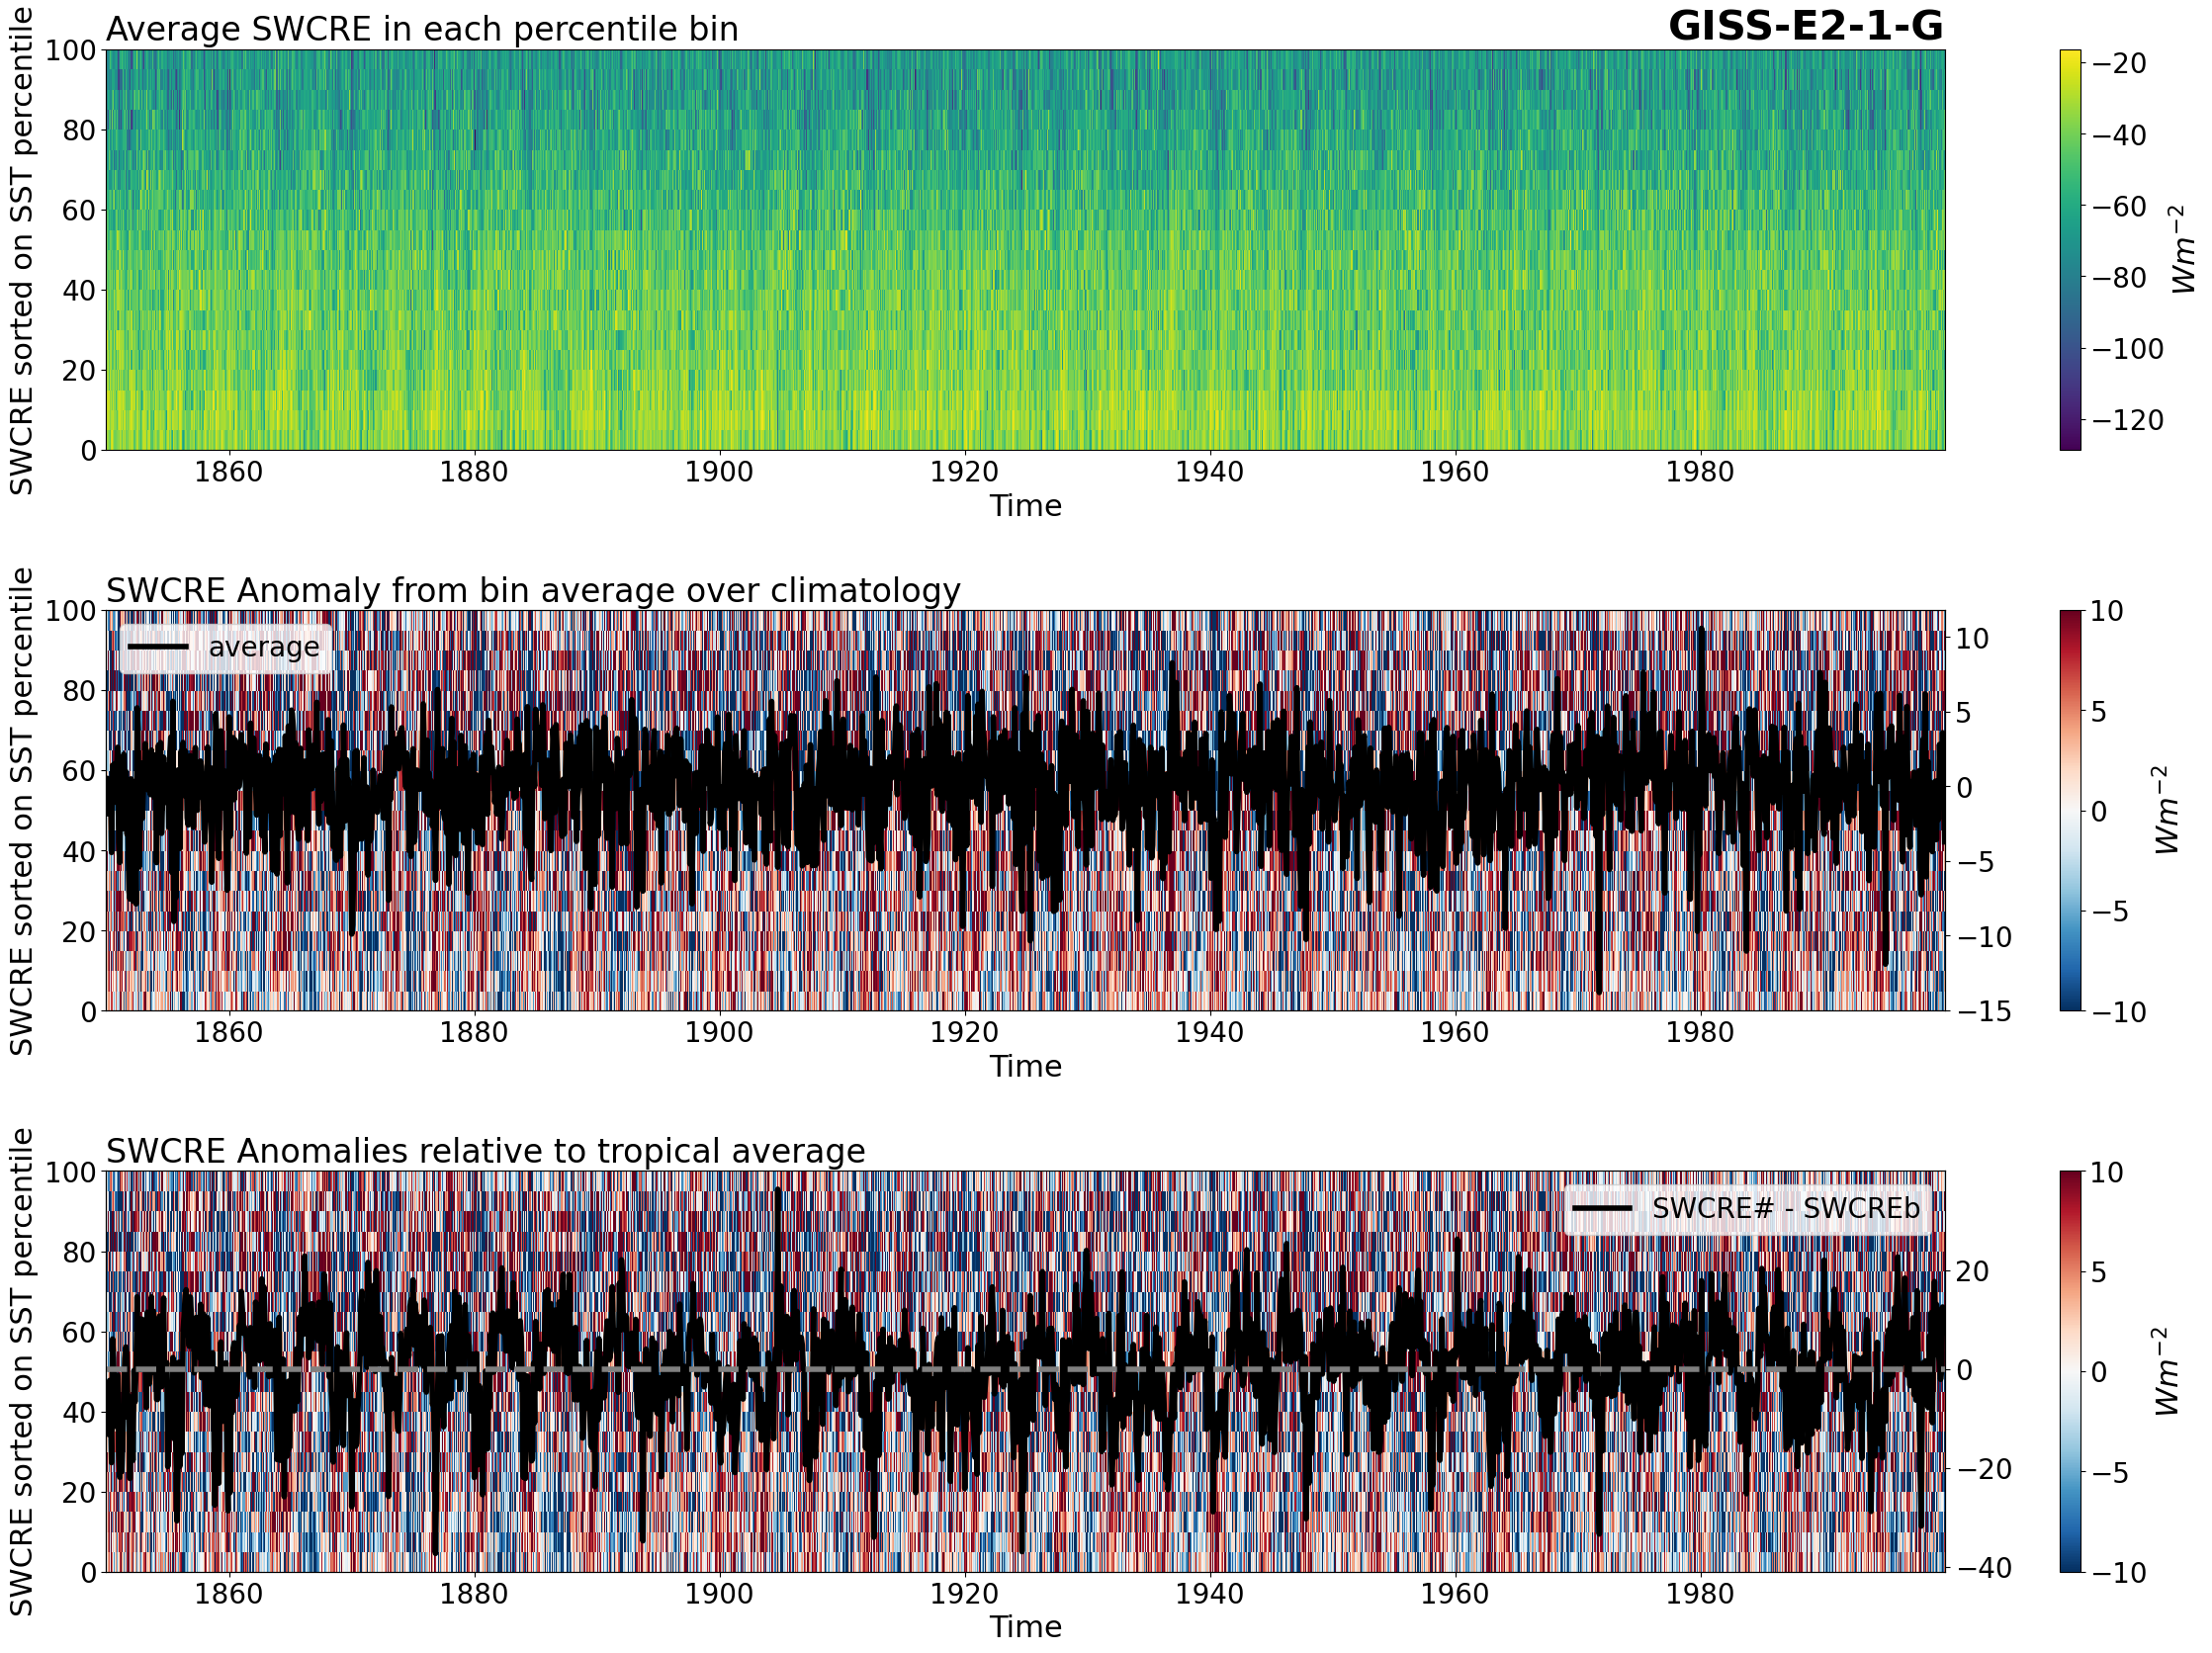 Average SWCRE in each percentile bin
GISS-E2-1-G
SWCRE sorted on SST percentile
100
80
60
40
20
0
1860 1880 1900 1920 1940 1960 1980
Time
−20
−40
−60
−80
−100
−120
Wm⁻²
SWCRE Anomaly from bin average over climatology
SWCRE sorted on SST percentile
100
80
60
40
20
0
average
1860 1880 1900 1920 1940 1960 1980
Time
10
5
0
−5
−10
−15
10
5
0
−5
−10
Wm⁻²
SWCRE Anomalies relative to tropical average
SWCRE sorted on SST percentile
100
80
60
40
20
0
SWCRE# - SWCREb
1860 1880 1900 1920 1940 1960 1980
Time
20
0
−20
−40
10
5
0
−5
−10
Wm⁻²